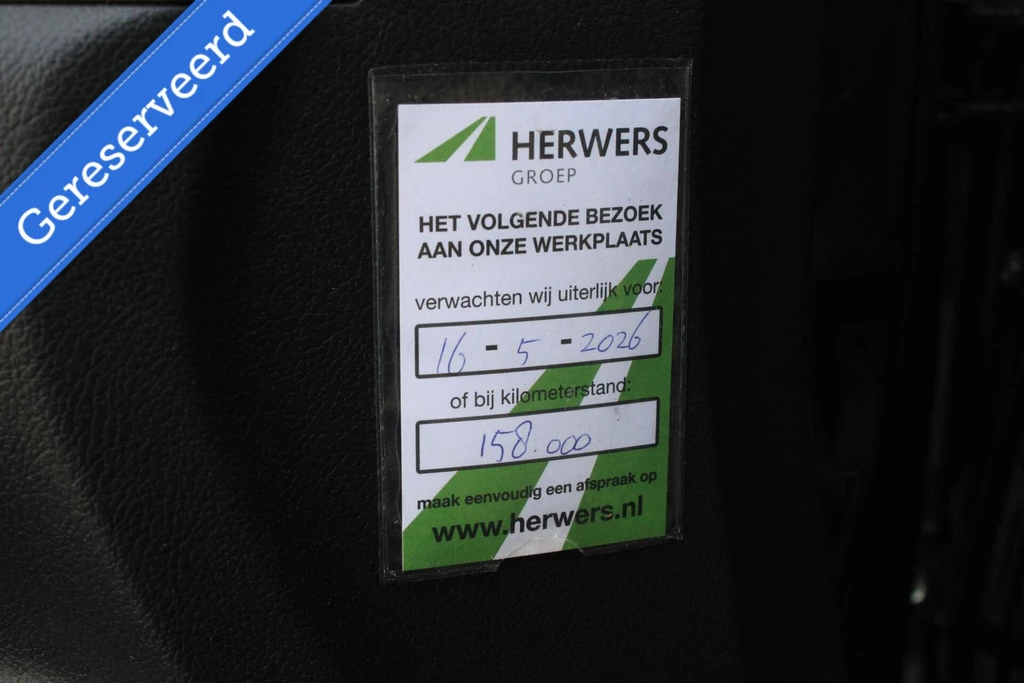 Gereserveerd
HERWERS
GROEP
HET VOLGENDE BEZOEK
AAN ONZE WERKPLAATS
verwachten wij uiterlijk voor:
16 - 5 - 2026
of bij kilometerstand:
158.000
maak eenvoudig een afspraak op
www.herwers.nl